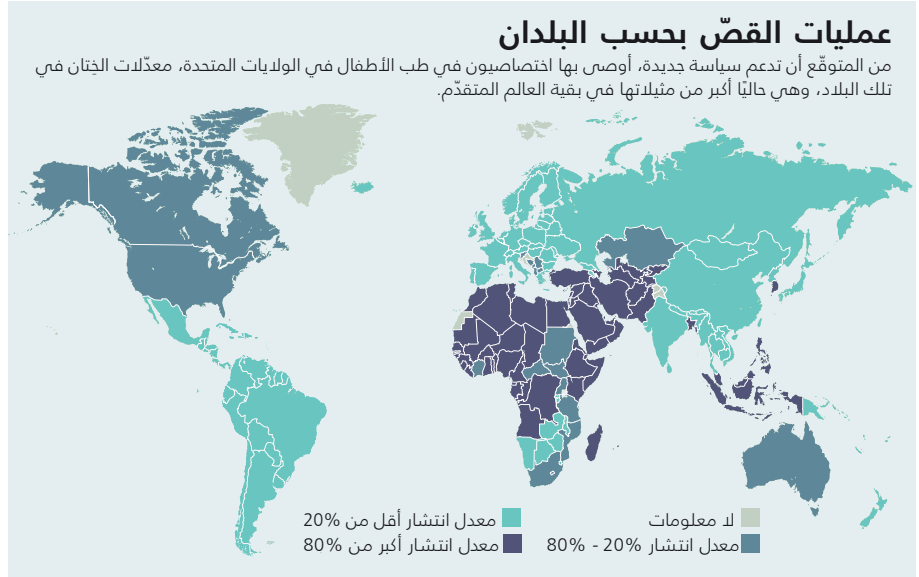 عمليات القصّ بحسب البلدان
من المتوقّع أن تدعم سياسة جديدة، أوصى بها اختصاصيون في طب الأطفال في الولايات المتحدة، معدّلات الخِتان في
تلك البلاد، وهي حاليًا أكبر من مثيلاتها في بقية العالم المتقدّم.
لا معلومات
معدل انتشار أقل من 20%
معدل انتشار 20% - 80%
معدل انتشار أكبر من 80%